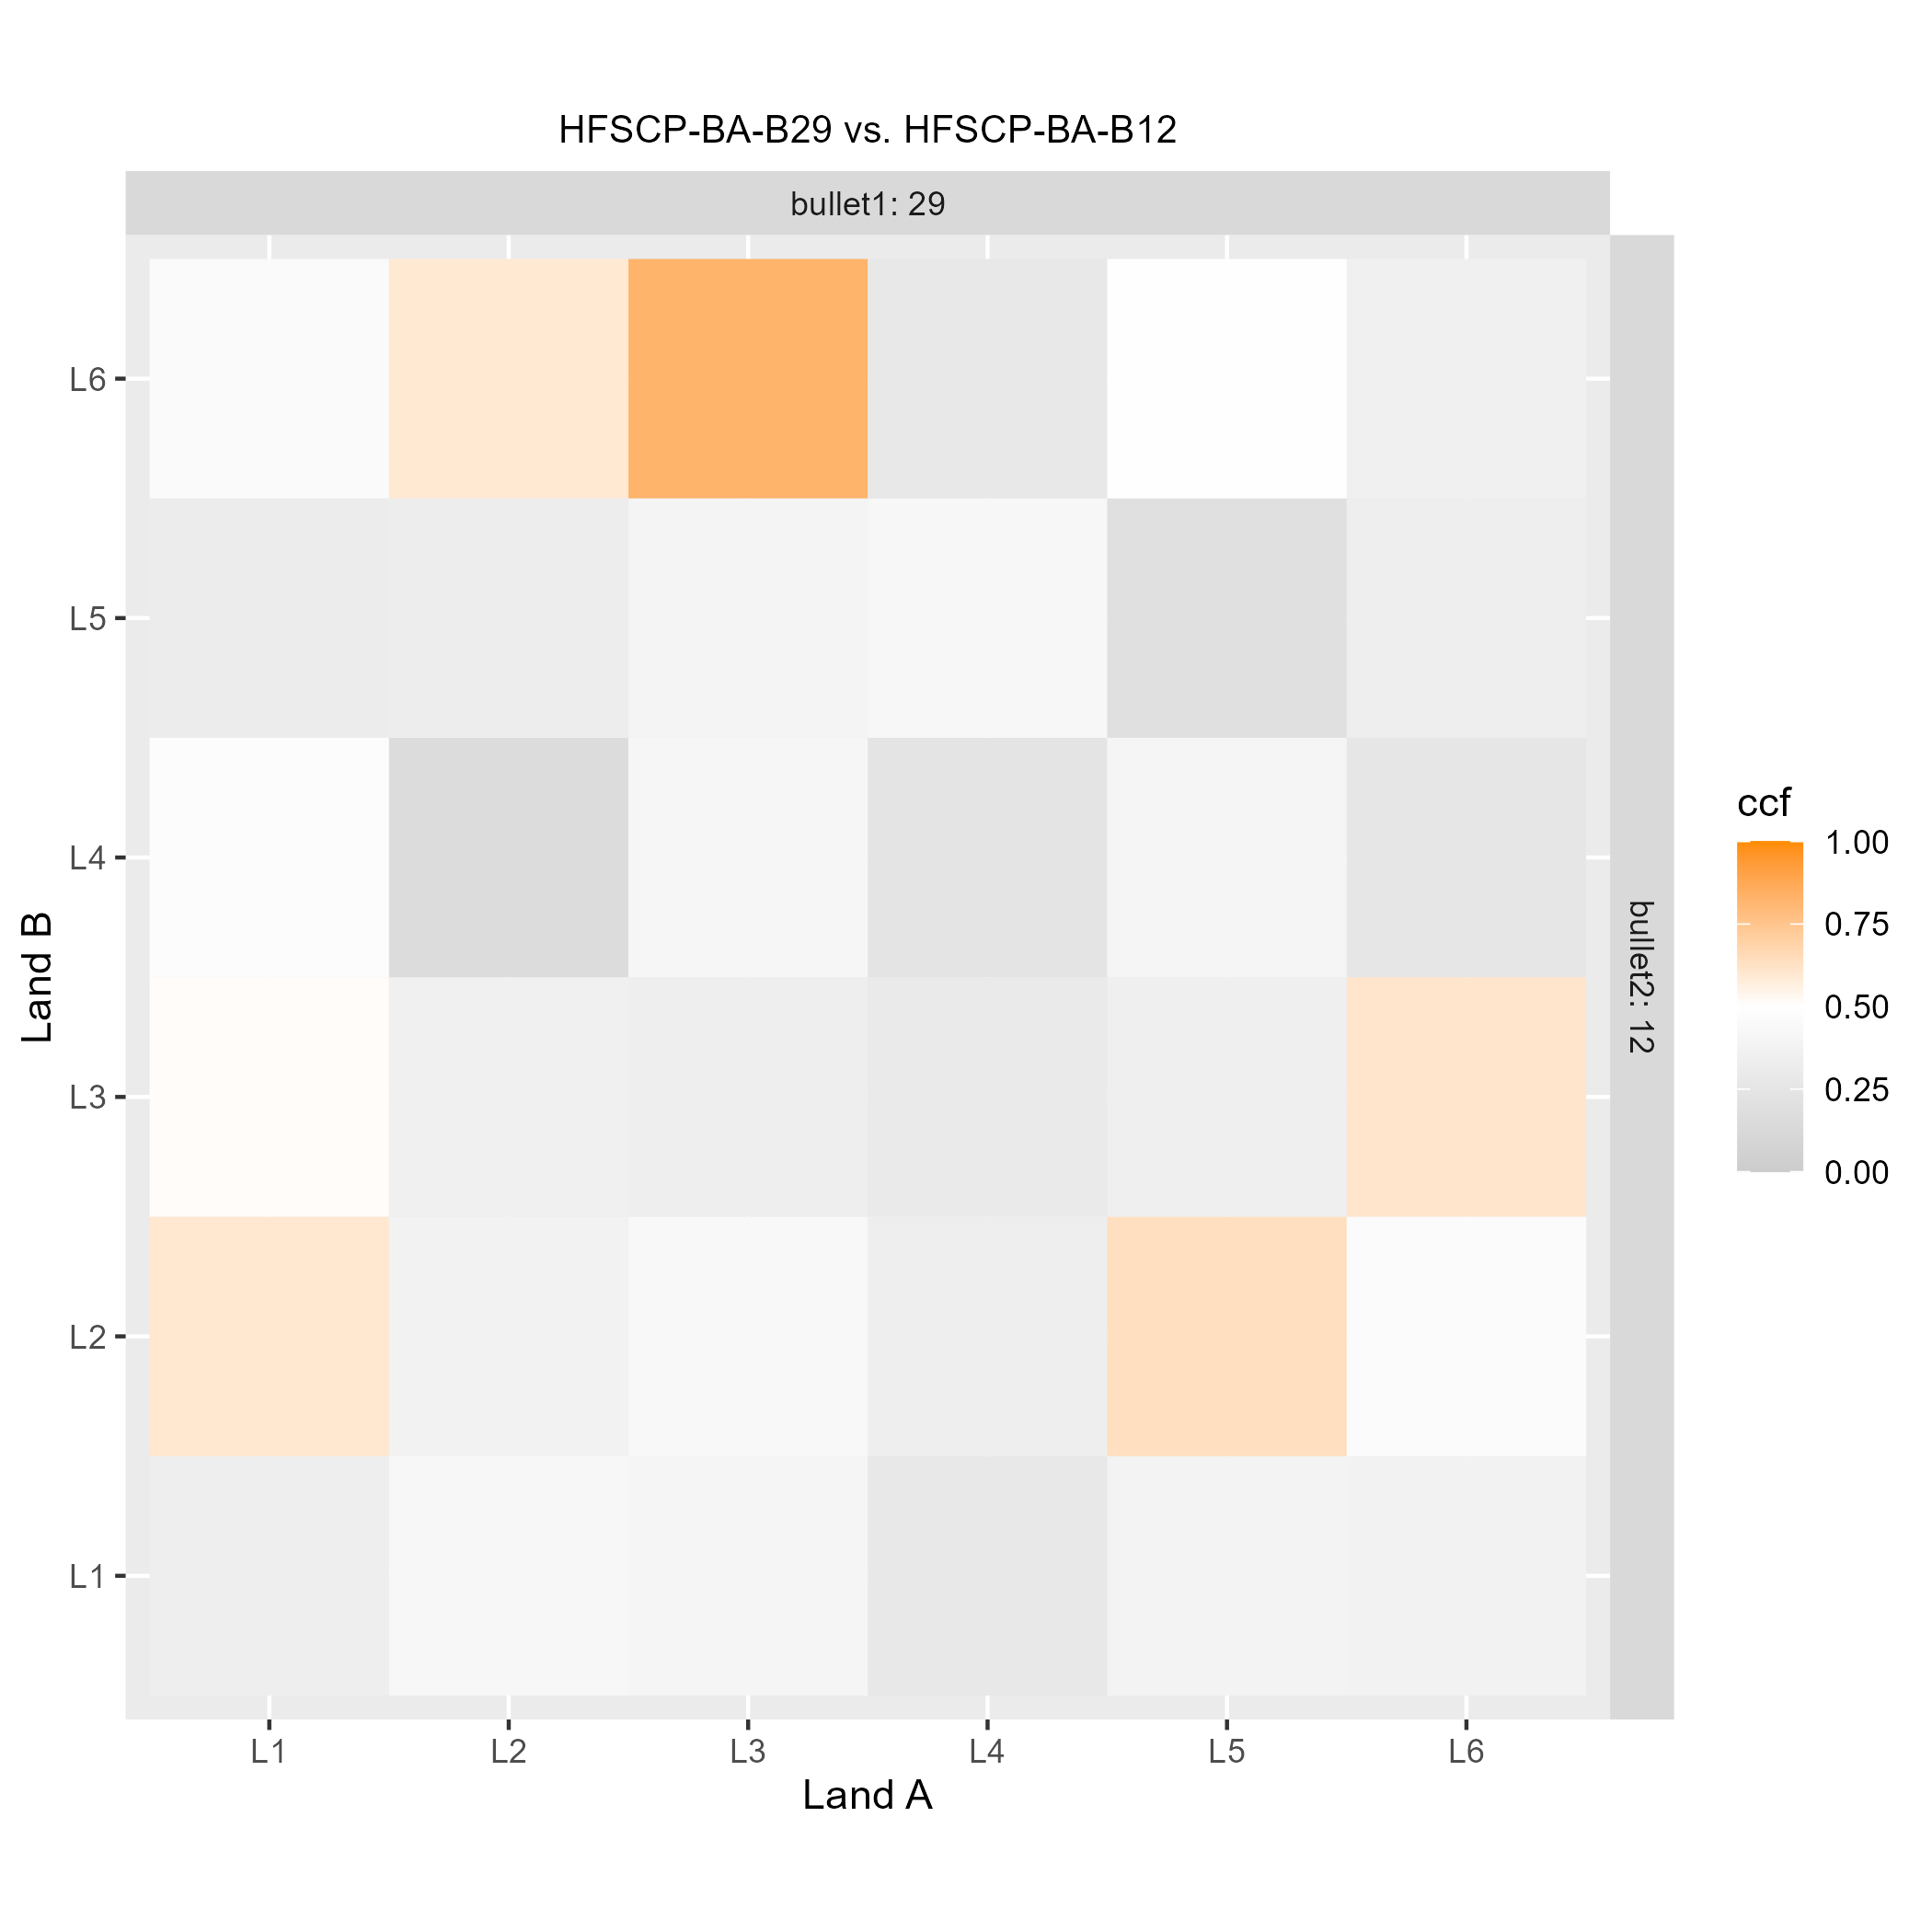 HFSCP-BA-B29 vs. HFSCP-BA-B12
bullet1: 29
L6
L5
L4
L3
L2
L1
Land B
bullet2: 12
L1 L2 L3 L4 L5 L6
Land A
ccf
1.00
0.75
0.50
0.25
0.00